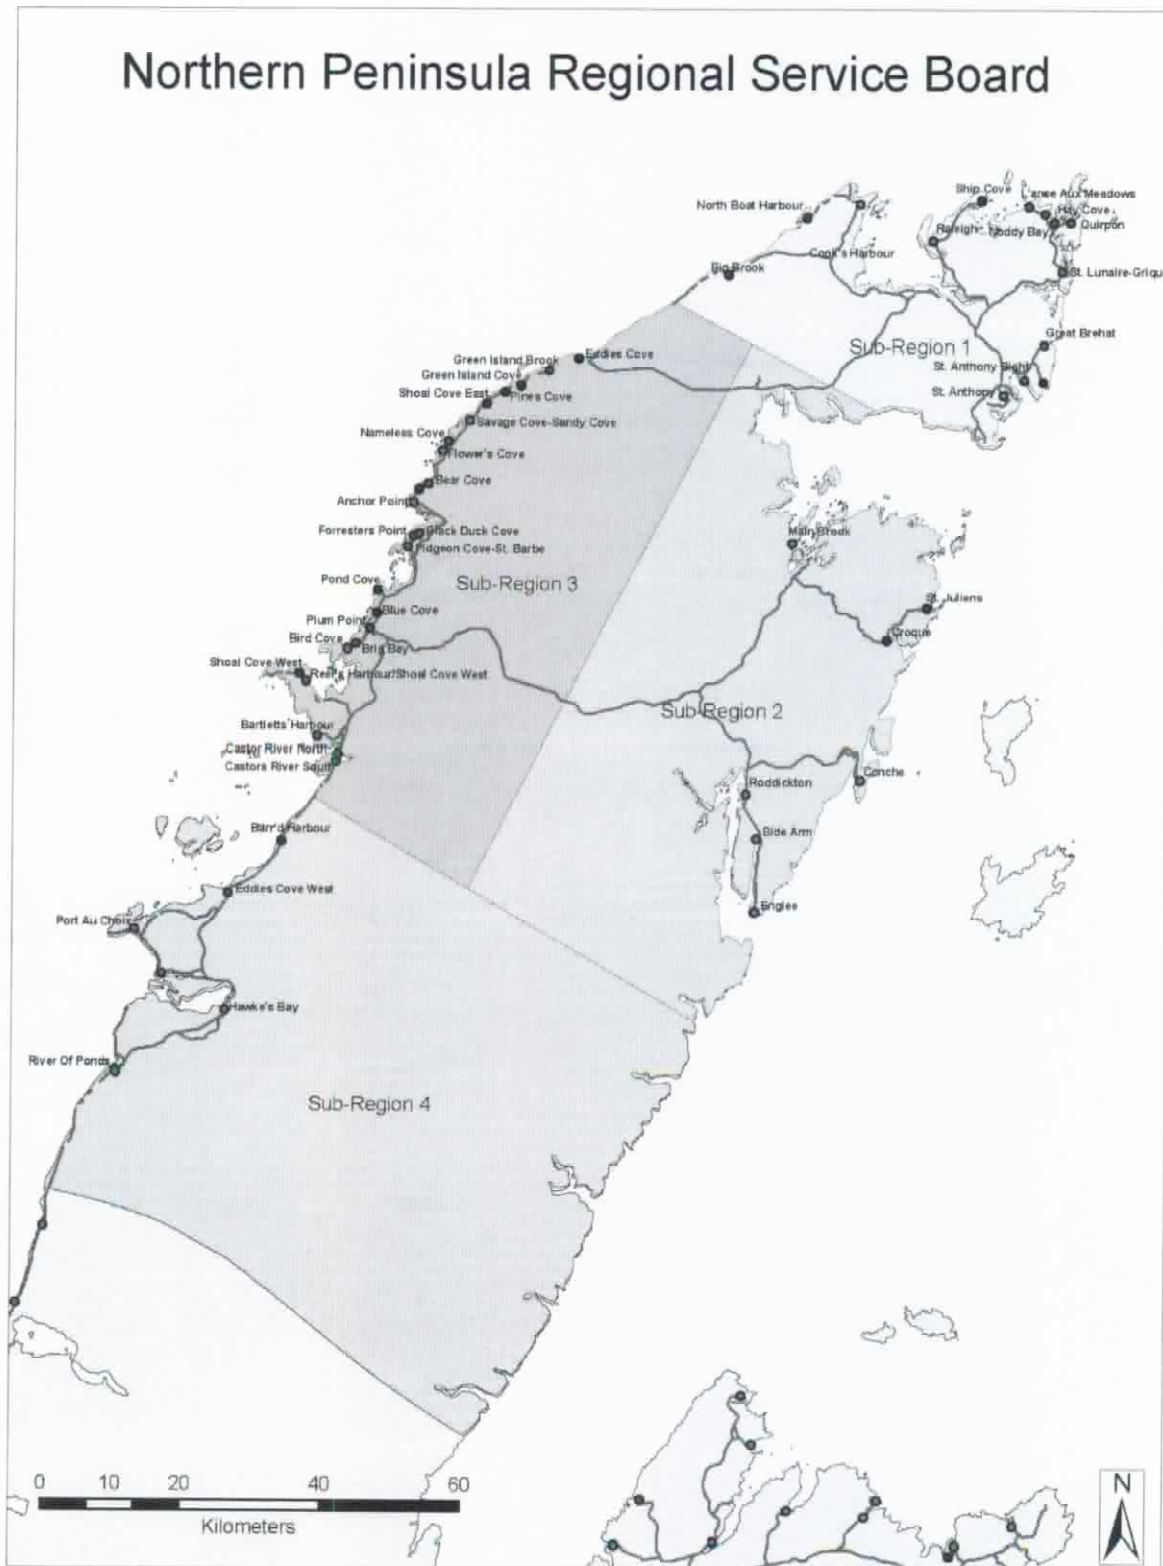 Northern Peninsula Regional Service Board
Ship Cove
L'anse Aux Meadows
North Boat Harbour
Hay Cove
Quirpon
Raleigh
Noddy Bay
Cook's Harbour
Big Brook
St. Lunaire-Griqu
Great Brehat
Sub-Region 1
Eddies Cove
Green Island Brook
St. Anthony Bight
Green Island Cove
Shoal Cove East
Pines Cove
St. Anthony
Savage Cove-Sandy Cove
Nameless Cove
Flower's Cove
Bear Cove
Anchor Point
Forresters Point
Black Duck Cove
Main Brook
Pidgeon Cove-St. Barbe
Pond Cove
Sub-Region 3
St. Juliens
Blue Cove
Plum Point
Croque
Bird Cove
Brig Bay
Shoal Cove West
Reefs Harbour/Shoal Cove West
Sub-Region 2
Bartletts Harbour
Castor River North
Castors River South
Conche
Roddickton
Barr'd Harbour
Bide Arm
Eddies Cove West
Englee
Port Au Choix
Hawke's Bay
River Of Ponds
Sub-Region 4
0 10 20 40 60
Kilometers
N